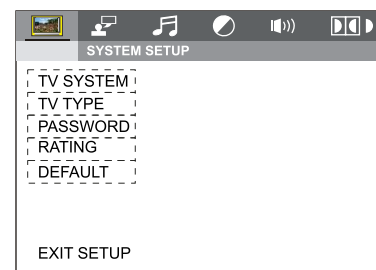 SYSTEM SETUP
TV SYSTEM
TV TYPE
PASSWORD
RATING
DEFAULT
EXIT SETUP